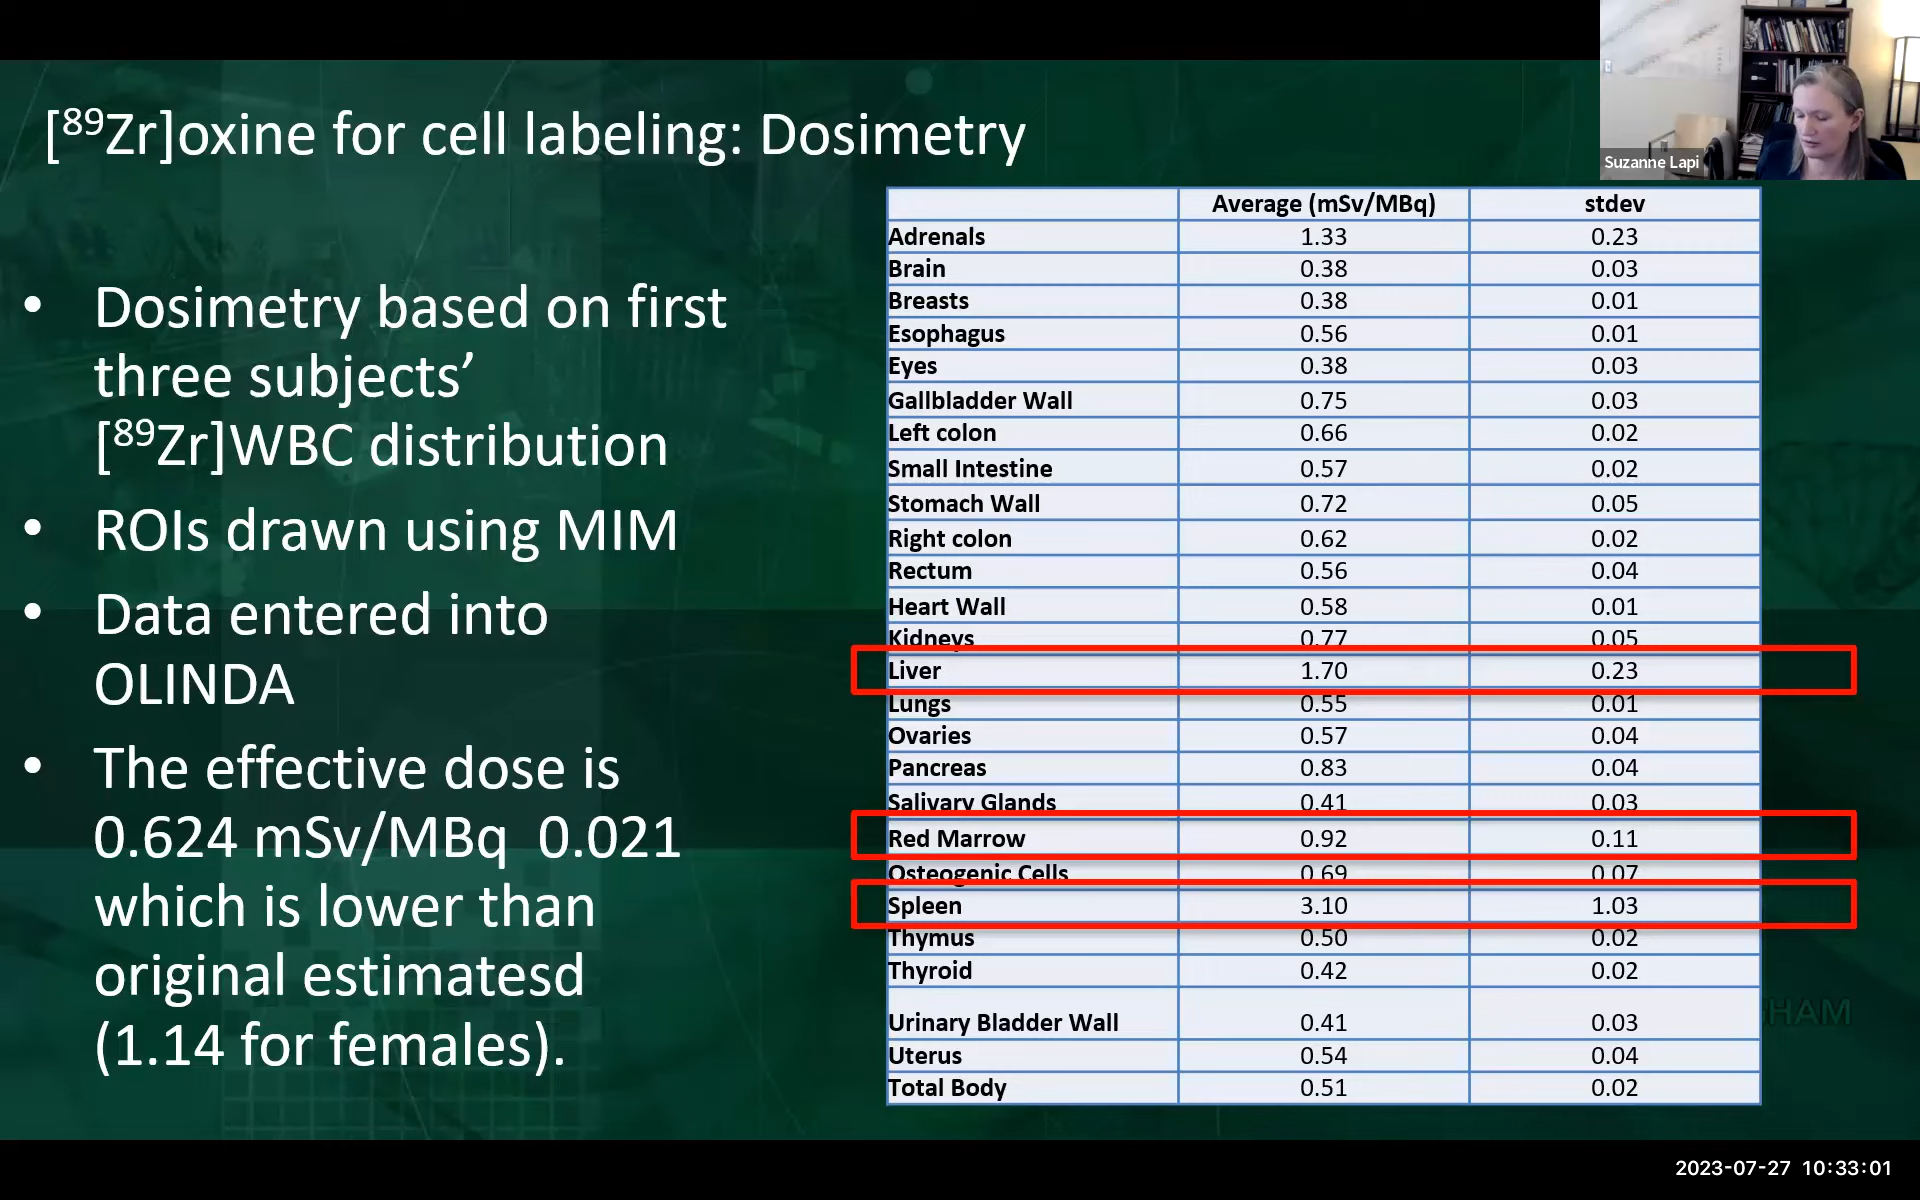 Suzanne Lapi
[⁸⁹Zr]oxine for cell labeling: Dosimetry
• Dosimetry based on first
three subjects’
[⁸⁹Zr]WBC distribution
• ROIs drawn using MIM
• Data entered into
OLINDA
• The effective dose is
0.624 mSv/MBq 0.021
which is lower than
original estimatesd
(1.14 for females).
Average (mSv/MBq) stdev
Adrenals 1.33 0.23
Brain 0.38 0.03
Breasts 0.38 0.01
Esophagus 0.56 0.01
Eyes 0.38 0.03
Gallbladder Wall 0.75 0.03
Left colon 0.66 0.02
Small Intestine 0.57 0.02
Stomach Wall 0.72 0.05
Right colon 0.62 0.02
Rectum 0.56 0.04
Heart Wall 0.58 0.01
Kidneys 0.77 0.05
Liver 1.70 0.23
Lungs 0.55 0.01
Ovaries 0.57 0.04
Pancreas 0.83 0.04
Salivary Glands 0.41 0.03
Red Marrow 0.92 0.11
Osteogenic Cells 0.69 0.07
Spleen 3.10 1.03
Thymus 0.50 0.02
Thyroid 0.42 0.02
Urinary Bladder Wall 0.41 0.03
Uterus 0.54 0.04
Total Body 0.51 0.02
2023-07-27 10:33:01